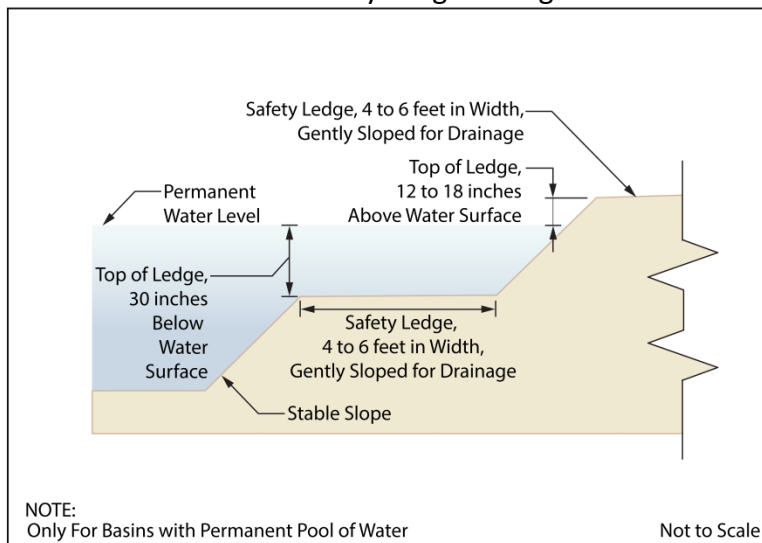 Safety Ledge, 4 to 6 feet in Width,
Gently Sloped for Drainage
Top of Ledge,
12 to 18 inches
Above Water Surface
Permanent
Water Level
Top of Ledge,
30 inches
Below
Water
Surface
Safety Ledge,
4 to 6 feet in Width,
Gently Sloped for Drainage
Stable Slope
NOTE:
Only For Basins with Permanent Pool of Water
Not to Scale